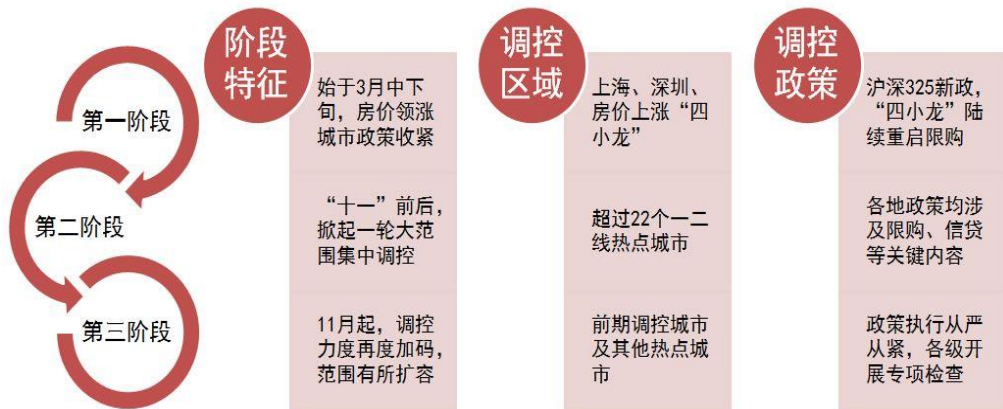 阶段
特征
调控
区域
调控
政策
第一阶段
始于3月中下
旬，房价领涨
城市政策收紧
上海、深圳、
房价上涨“四
小龙”
沪深325新政，
“四小龙”陆
续重启限购
第二阶段
“十一”前后，
掀起一轮大范
围集中调控
超过22个一二
线热点城市
各地政策均涉
及限购、信贷
等关键内容
第三阶段
11月起，调控
力度再度加码，
范围有所扩容
前期调控城市
及其他热点城
市
政策执行从严
从紧，各级开
展专项检查